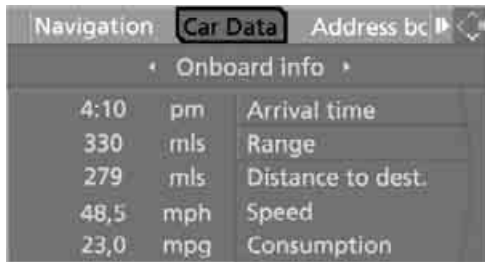 Navigation Car Data Address bc
Onboard info
4:10 pm Arrival time
330 mls Range
279 mls Distance to dest.
48,5 mph Speed
23,0 mpg Consumption